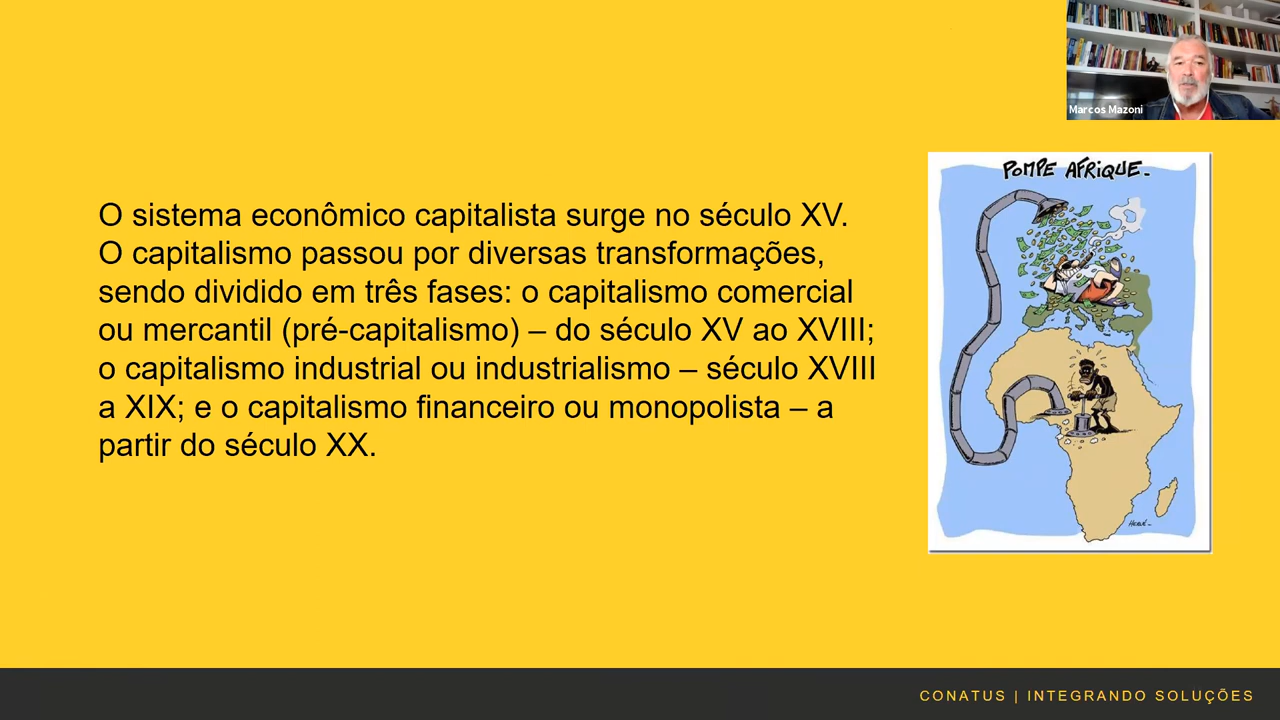 Marcos Mazoni
POMPE AFRIQUE_
O sistema econômico capitalista surge no século XV.
O capitalismo passou por diversas transformações,
sendo dividido em três fases: o capitalismo comercial
ou mercantil (pré-capitalismo) – do século XV ao XVIII;
o capitalismo industrial ou industrialismo – século XVIII
a XIX; e o capitalismo financeiro ou monopolista – a
partir do século XX.
CONATUS | INTEGRANDO SOLUÇÕES